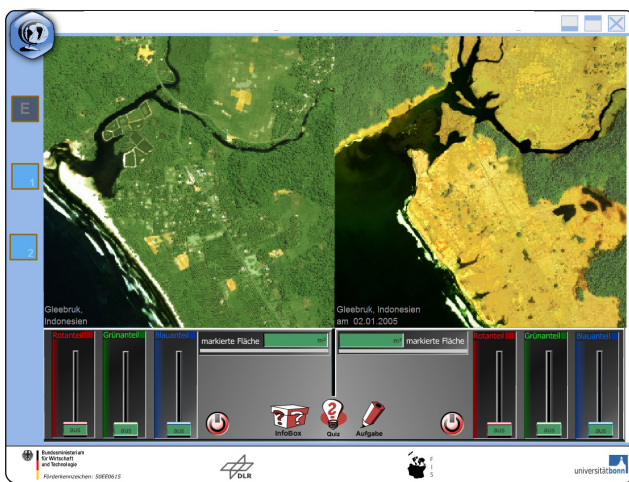 E
1
2
Gleebruk,
Indonesien
Gleebruk, Indonesien
am 02.01.2005
Rotanteil
Grünanteil
Blauanteil
markierte Fläche
m²
m²
markierte Fläche
Rotanteil
Grünanteil
Blauanteil
aus
aus
aus
InfoBox
Quiz
Aufgabe
aus
aus
aus
Bundesministerium
für Wirtschaft
und Technologie
Förderkennzeichen: 50EE0615
DLR
F
I
S
universitätbonn